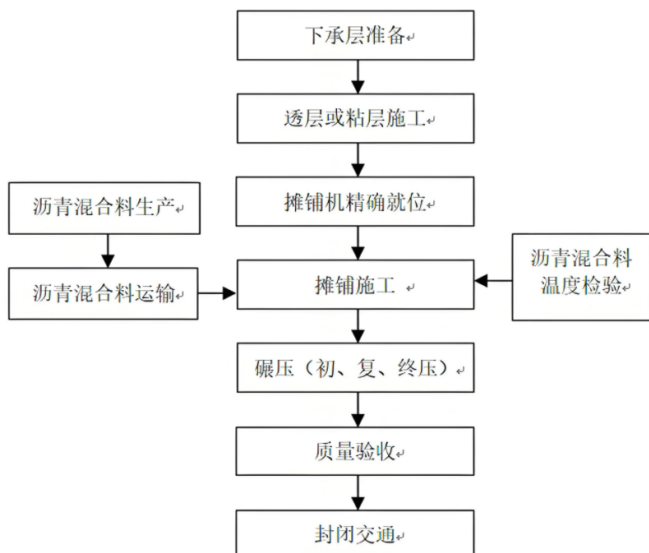 下承层准备
透层或粘层施工
摊铺机精确就位
沥青混合料生产
沥青混合料运输
摊铺施工
沥青混合料
温度检验
碾压（初、复、终压）
质量验收
封闭交通